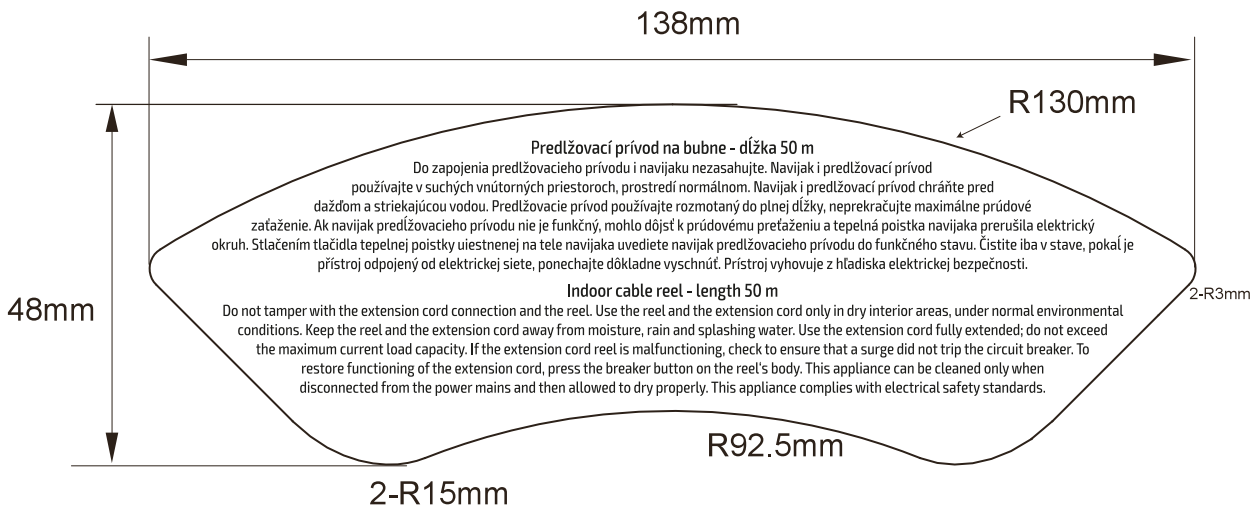 138mm
R130mm
Predlžovací prívod na bubne - dĺžka 50 m
Do zapojenia predlžovacieho prívodu i navijaku nezasahujte. Navijak i predlžovací prívod
používajte v suchých vnútorných priestoroch, prostredí normálnom. Navijak i predlžovací prívod chráňte pred
dažďom a striekajúcou vodou. Predlžovacie prívod používajte rozmotaný do plnej dĺžky, neprekračujte maximálne prúdové
zaťaženie. Ak navijak predĺžovacieho prívodu nie je funkčný, mohlo dôjsť k prúdovému preťaženiu a tepelná poistka navijaka prerušila elektrický
okruh. Stlačením tlačidla tepelnej poistky uiestnenej na tele navijaka uvediete navijak predlžovacieho prívodu do funkčného stavu. Čistite iba v stave, pokaľ je
přístroj odpojený od elektrickej siete, ponechajte dôkladne vyschnúť. Prístroj vyhovuje z hľadiska elektrickej bezpečnosti.
Indoor cable reel - length 50 m
Do not tamper with the extension cord connection and the reel. Use the reel and the extension cord only in dry interior areas, under normal environmental
conditions. Keep the reel and the extension cord away from moisture, rain and splashing water. Use the extension cord fully extended; do not exceed
the maximum current load capacity. If the extension cord reel is malfunctioning, check to ensure that a surge did not trip the circuit breaker. To
restore functioning of the extension cord, press the breaker button on the reel's body. This appliance can be cleaned only when
disconnected from the power mains and then allowed to dry properly. This appliance complies with electrical safety standards.
2-R3mm
48mm
R92.5mm
2-R15mm